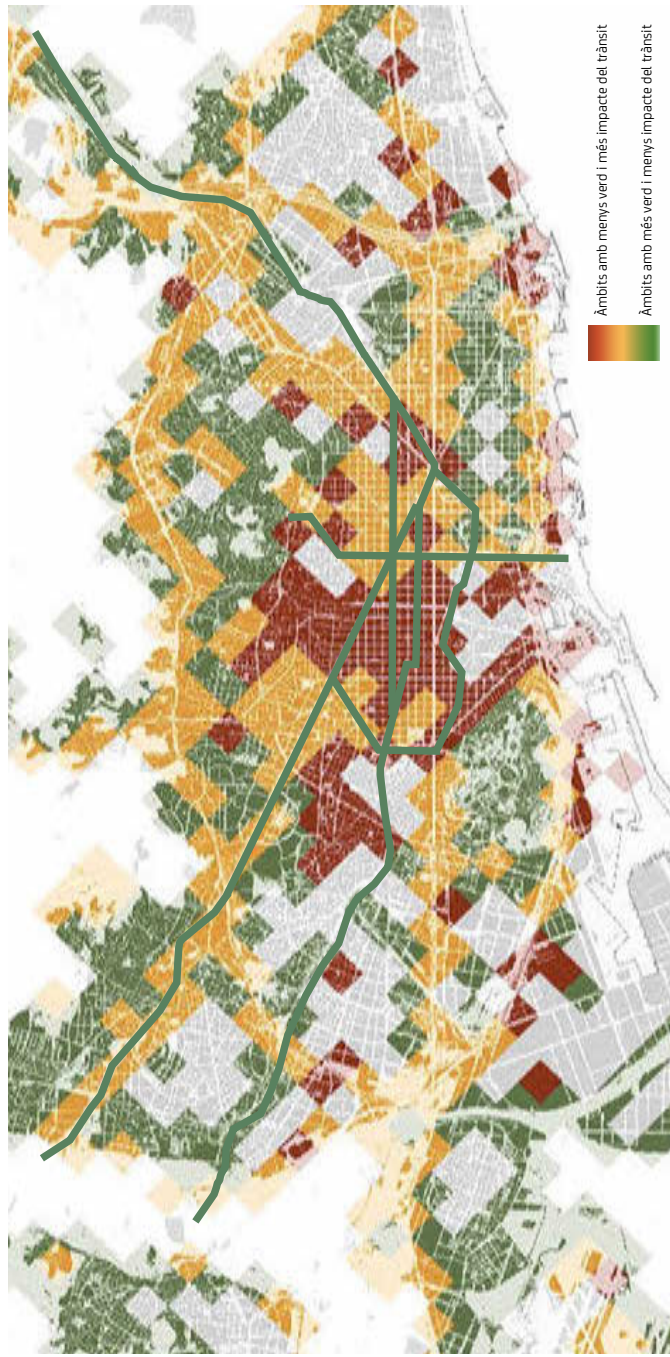 Àmbits amb menys verd i més impacte del trànsit
Àmbits amb més verd i menys impacte del trànsit